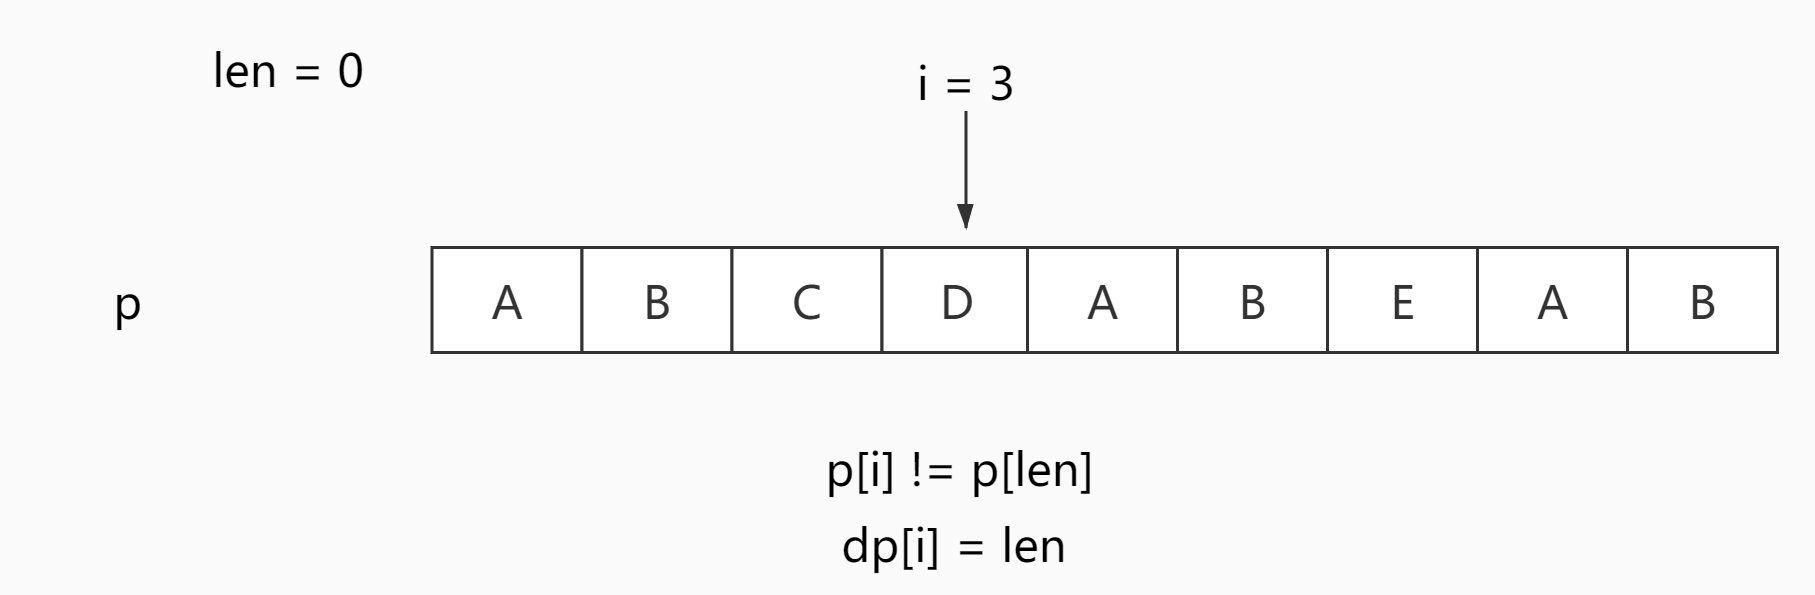 len = 0
i = 3
p
A B C D A B E A B
p[i] != p[len]
dp[i] = len